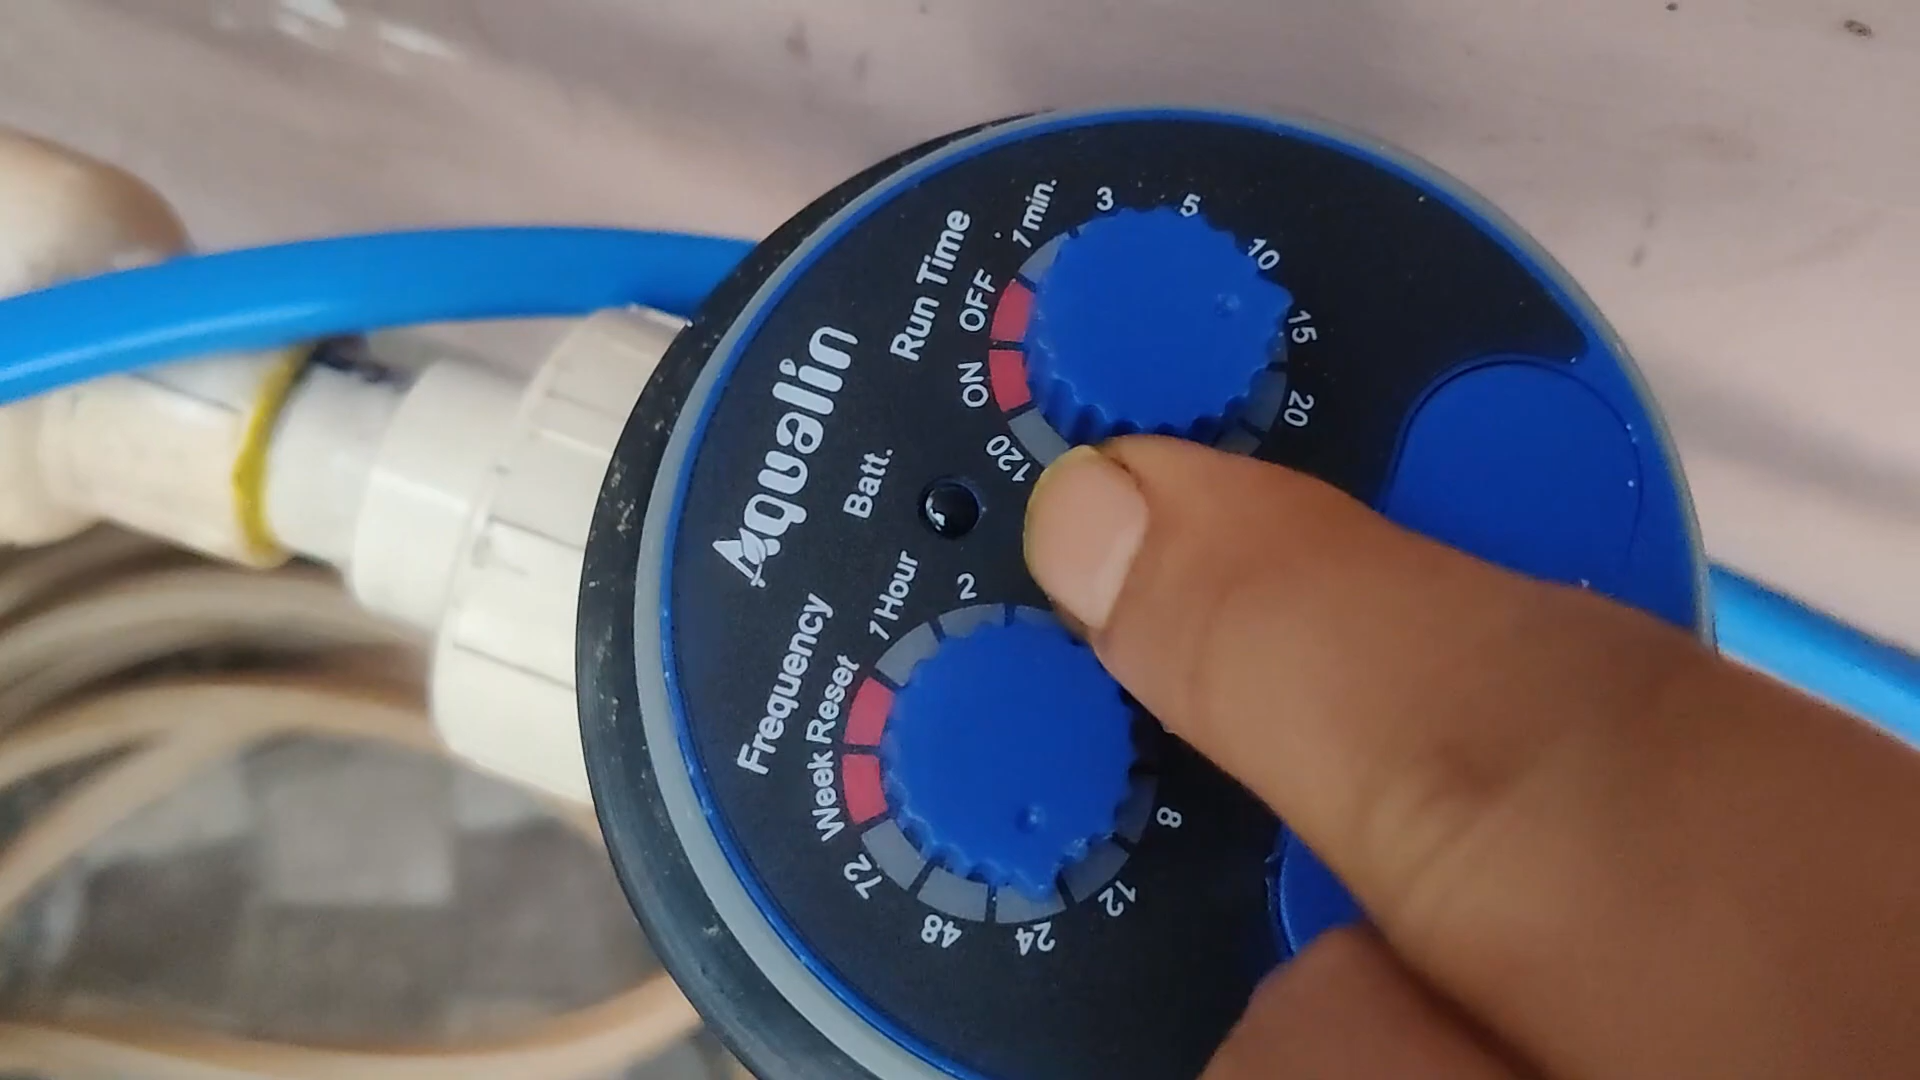 Aqualin
Run Time
OFF
1 min.
3
5
10
15
20
120
ON
Batt.
Frequency
Week
Reset
1 Hour
2
8
12
24
48
72